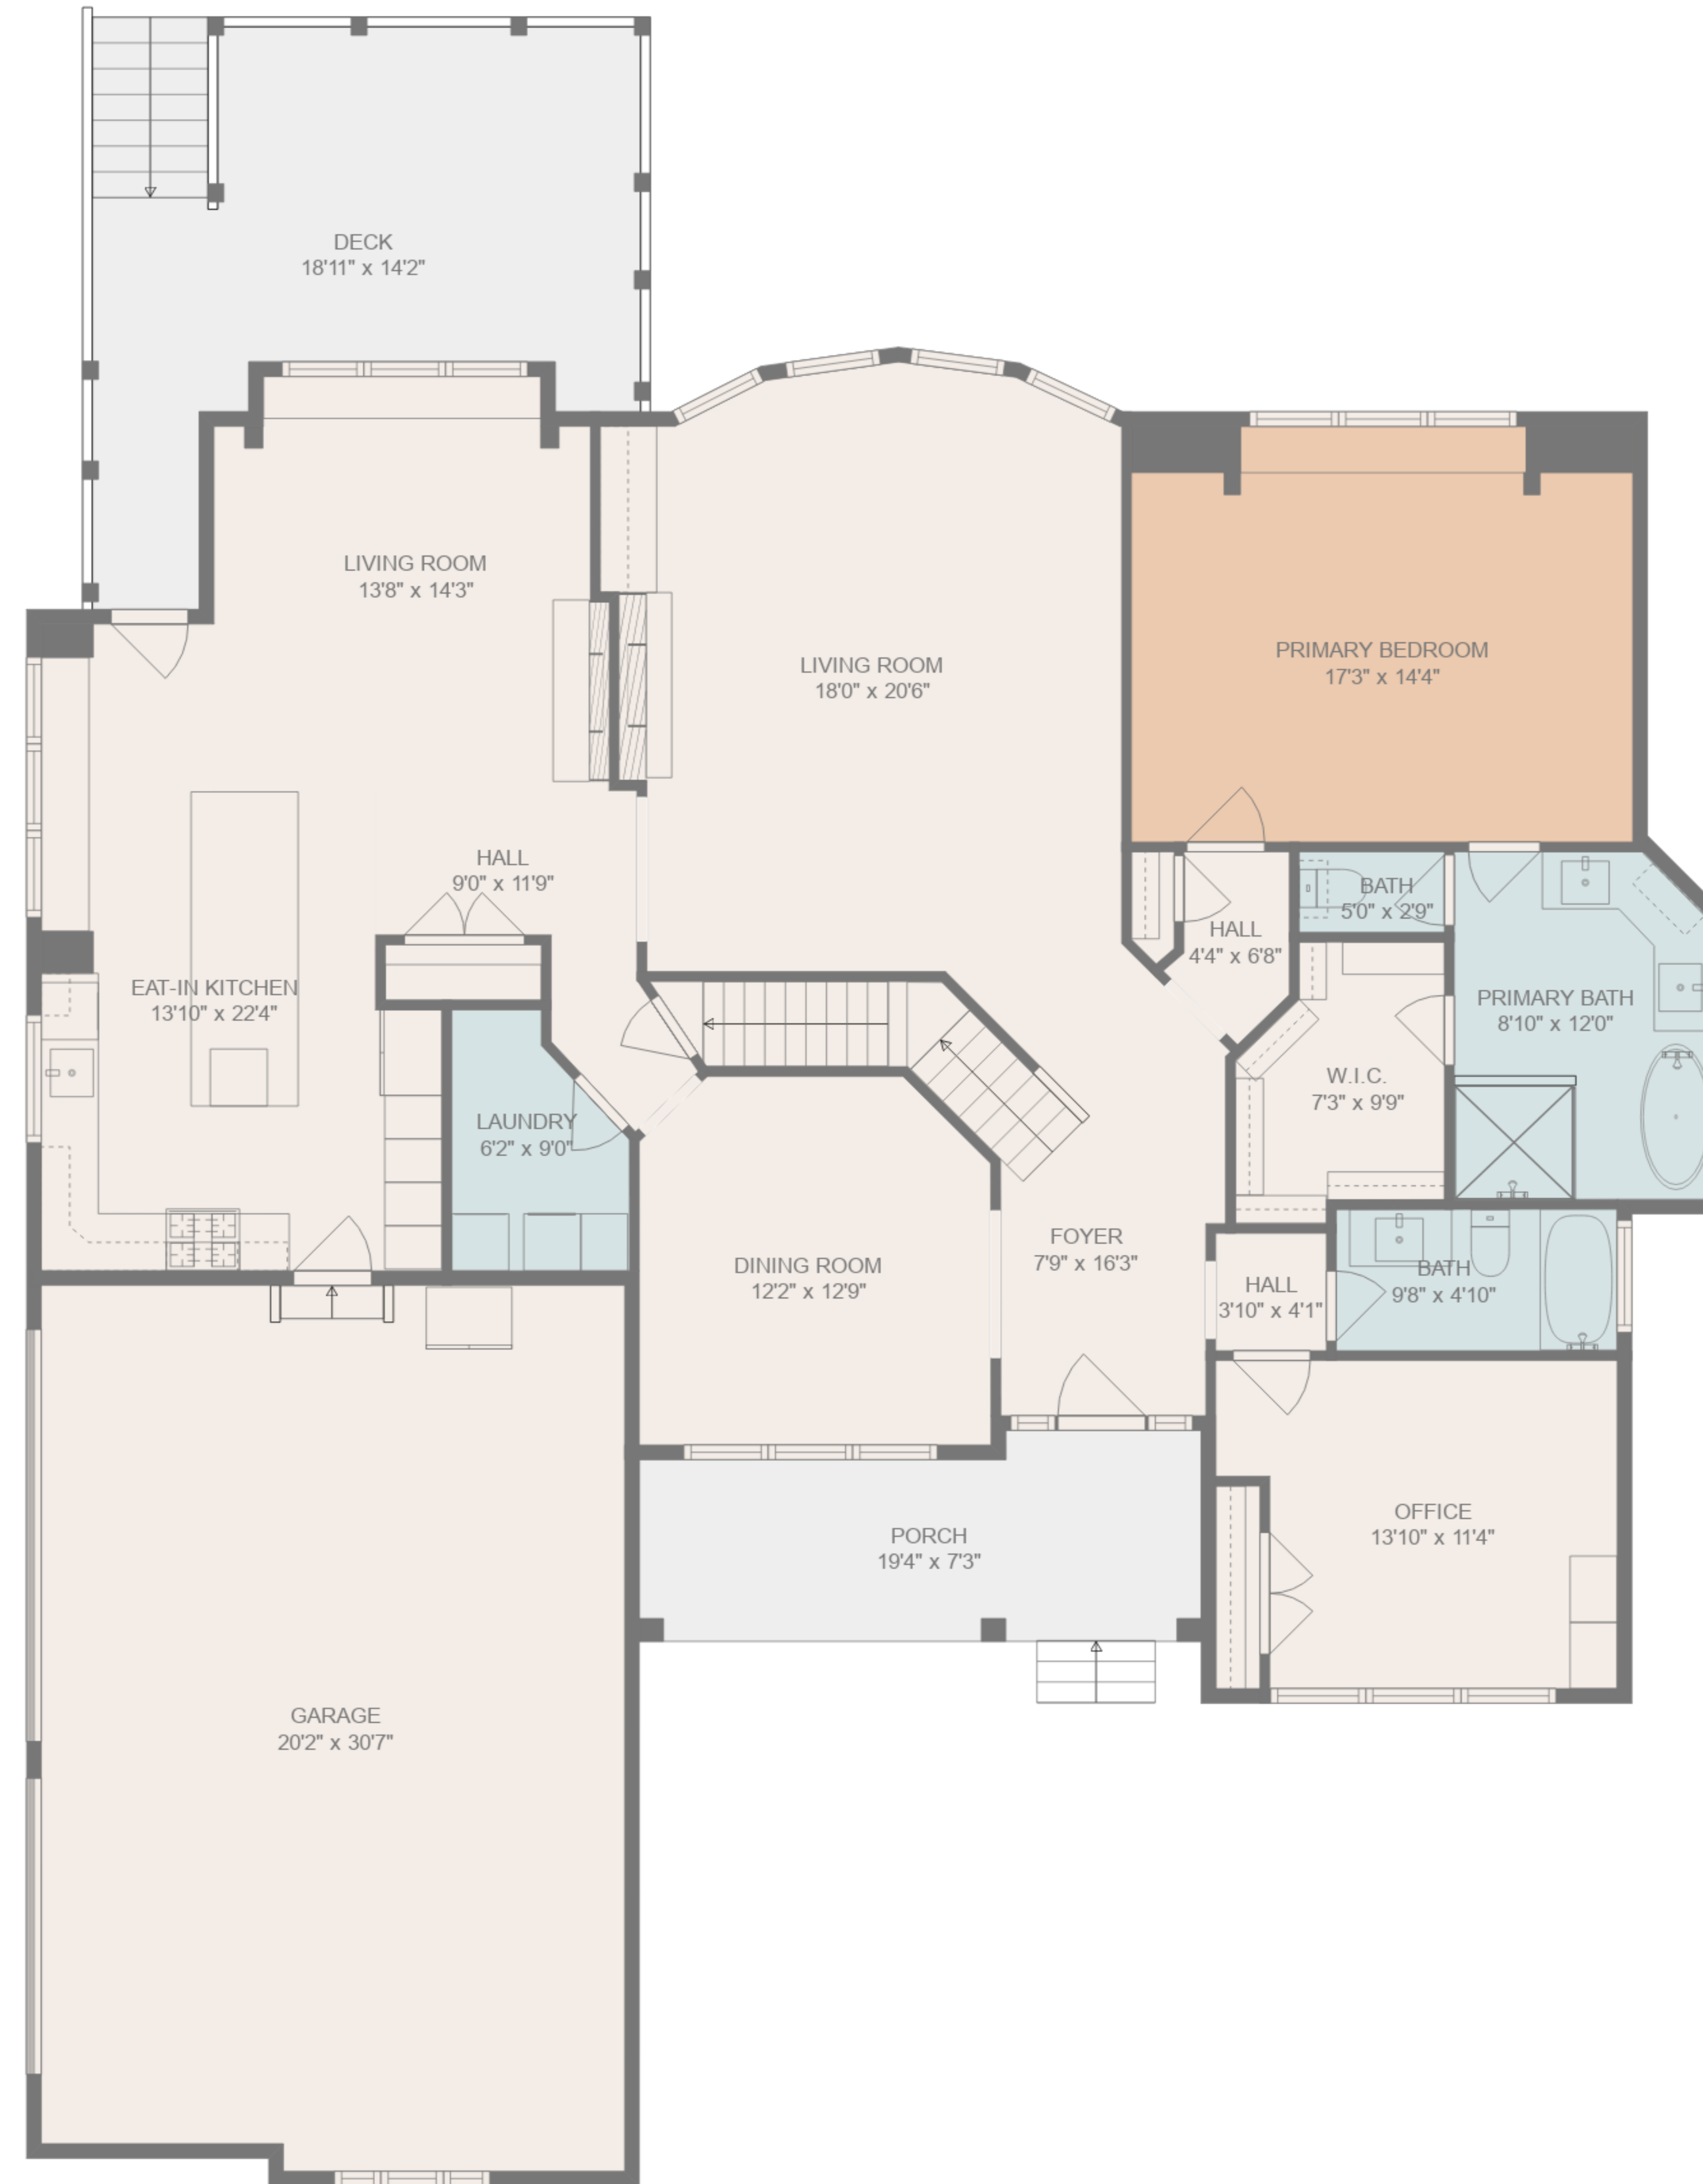 DECK
18'11" x 14'2"
LIVING ROOM
13'8" x 14'3"
LIVING ROOM
18'0" x 20'6"
PRIMARY BEDROOM
17'3" x 14'4"
HALL
9'0" x 11'9"
BATH
5'0" x 2'9"
HALL
4'4" x 6'8"
EAT-IN KITCHEN
13'10" x 22'4"
PRIMARY BATH
8'10" x 12'0"
W.I.C.
7'3" x 9'9"
LAUNDRY
6'2" x 9'0"
FOYER
7'9" x 16'3"
DINING ROOM
12'2" x 12'9"
HALL
3'10" x 4'1"
BATH
9'8" x 4'10"
OFFICE
13'10" x 11'4"
PORCH
19'4" x 7'3"
GARAGE
20'2" x 30'7"